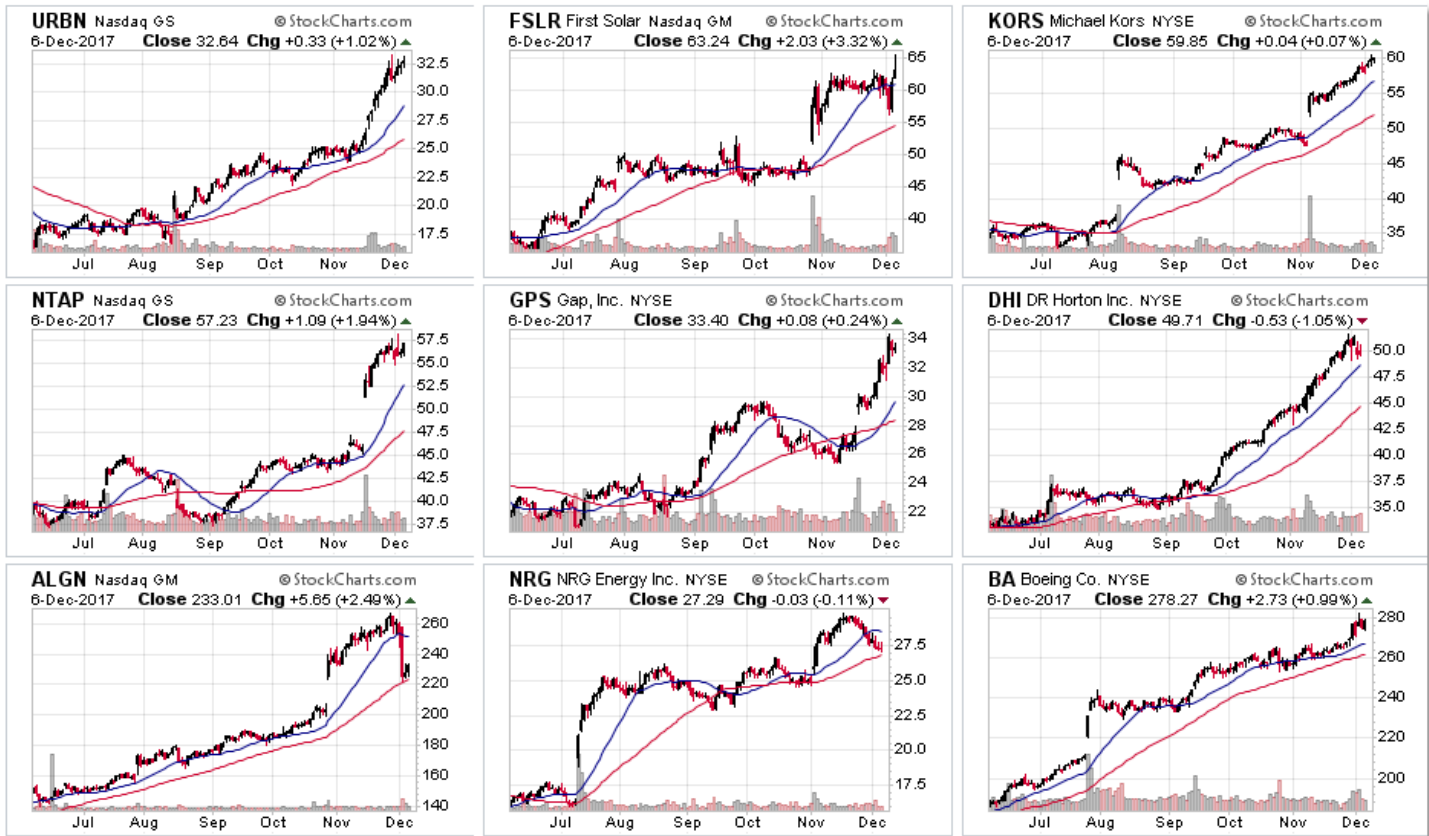 URBN Nasdaq GS © StockCharts.com
6-Dec-2017 Close 32.64 Chg +0.33 (+1.02%)
32.5
30.0
27.5
25.0
22.5
20.0
17.5
Jul Aug Sep Oct Nov Dec
FSLR First Solar Nasdaq GM © StockCharts.com
6-Dec-2017 Close 63.24 Chg +2.03 (+3.32%)
65
60
55
50
45
40
Jul Aug Sep Oct Nov Dec
KORS Michael Kors NYSE © StockCharts.com
6-Dec-2017 Close 59.85 Chg +0.04 (+0.07%)
60
55
50
45
40
35
Jul Aug Sep Oct Nov Dec
NTAP Nasdaq GS © StockCharts.com
6-Dec-2017 Close 57.23 Chg +1.09 (+1.94%)
57.5
55.0
52.5
50.0
47.5
45.0
42.5
40.0
37.5
Jul Aug Sep Oct Nov Dec
GPS Gap, Inc. NYSE © StockCharts.com
6-Dec-2017 Close 33.40 Chg +0.08 (+0.24%)
34
32
30
28
26
24
22
Jul Aug Sep Oct Nov Dec
DHI DR Horton Inc. NYSE © StockCharts.com
6-Dec-2017 Close 49.71 Chg -0.53 (-1.05%)
50.0
47.5
45.0
42.5
40.0
37.5
35.0
Jul Aug Sep Oct Nov Dec
ALGN Nasdaq GM © StockCharts.com
6-Dec-2017 Close 233.01 Chg +5.65 (+2.49%)
260
240
220
200
180
160
140
Jul Aug Sep Oct Nov Dec
NRG NRG Energy Inc. NYSE © StockCharts.com
6-Dec-2017 Close 27.29 Chg -0.03 (-0.11%)
27.5
25.0
22.5
20.0
17.5
Jul Aug Sep Oct Nov Dec
BA Boeing Co. NYSE © StockCharts.com
6-Dec-2017 Close 278.27 Chg +2.73 (+0.99%)
280
260
240
220
200
Jul Aug Sep Oct Nov Dec